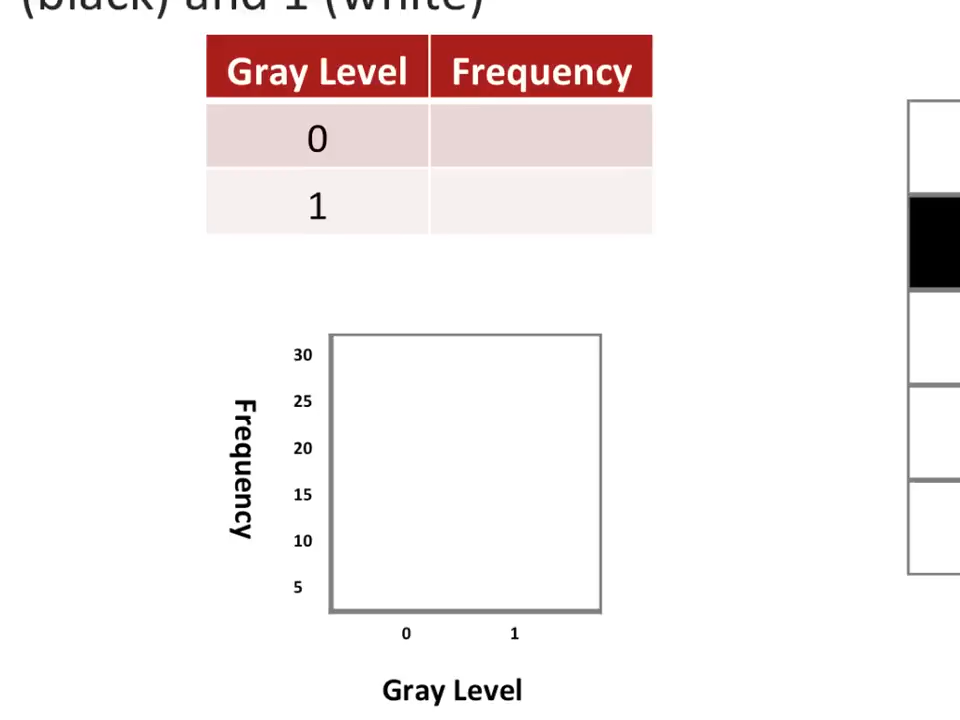 (black) and 1 (white)
Gray Level Frequency
0
1
30
25
20
15
10
5
Frequency
0 1
Gray Level